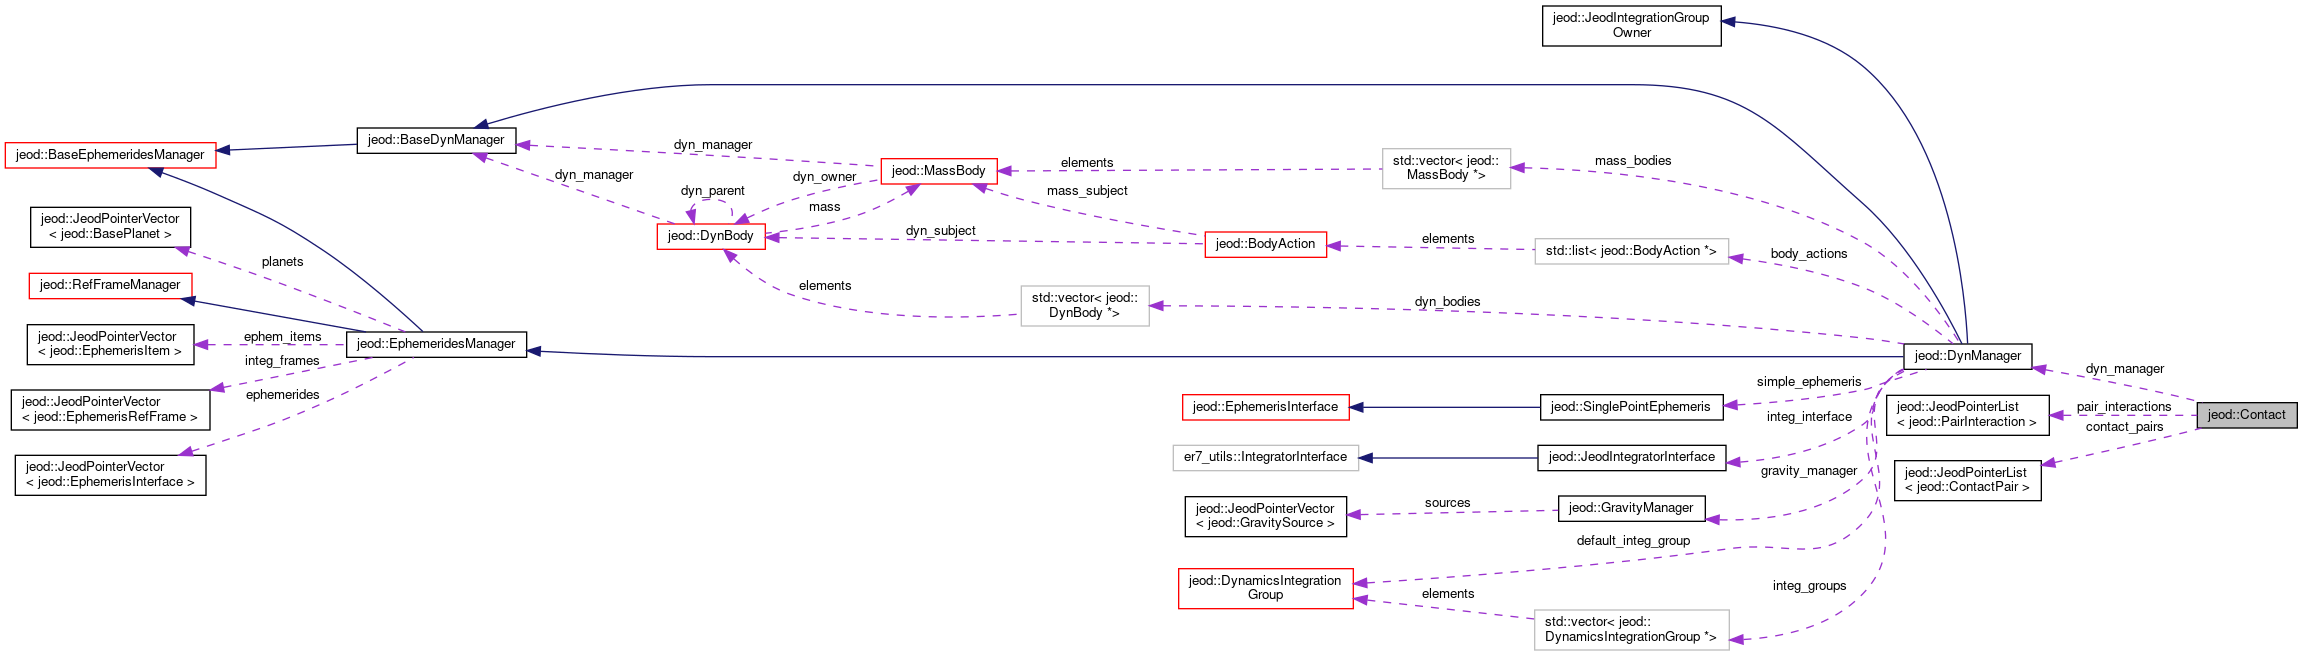 jeod::JeodIntegrationGroup
Owner
jeod::BaseDynManager
jeod::BaseEphemeridesManager
dyn_manager
mass_bodies
elements
std::vector< jeod::
MassBody *>
jeod::MassBody
dyn_manager
dyn_owner
dyn_parent
mass_subject
mass
jeod::JeodPointerVector
< jeod::BasePlanet >
jeod::DynBody
dyn_subject
jeod::BodyAction
elements
std::list< jeod::BodyAction *>
body_actions
planets
jeod::RefFrameManager
elements
std::vector< jeod::
DynBody *>
dyn_bodies
jeod::JeodPointerVector
< jeod::EphemerisItem >
ephem_items
jeod::EphemeridesManager
jeod::DynManager
integ_frames
ephemerides
jeod::JeodPointerVector
< jeod::EphemerisRefFrame >
jeod::JeodPointerVector
< jeod::EphemerisInterface >
dyn_manager
simple_ephemeris
jeod::EphemerisInterface
jeod::SinglePointEphemeris
jeod::JeodPointerList
< jeod::PairInteraction >
pair_interactions
jeod::Contact
integ_interface
contact_pairs
er7_utils::IntegratorInterface
jeod::JeodIntegratorInterface
gravity_manager
jeod::JeodPointerList
< jeod::ContactPair >
jeod::JeodPointerVector
< jeod::GravitySource >
sources
jeod::GravityManager
default_integ_group
jeod::DynamicsIntegration
Group
elements
integ_groups
std::vector< jeod::
DynamicsIntegrationGroup *>